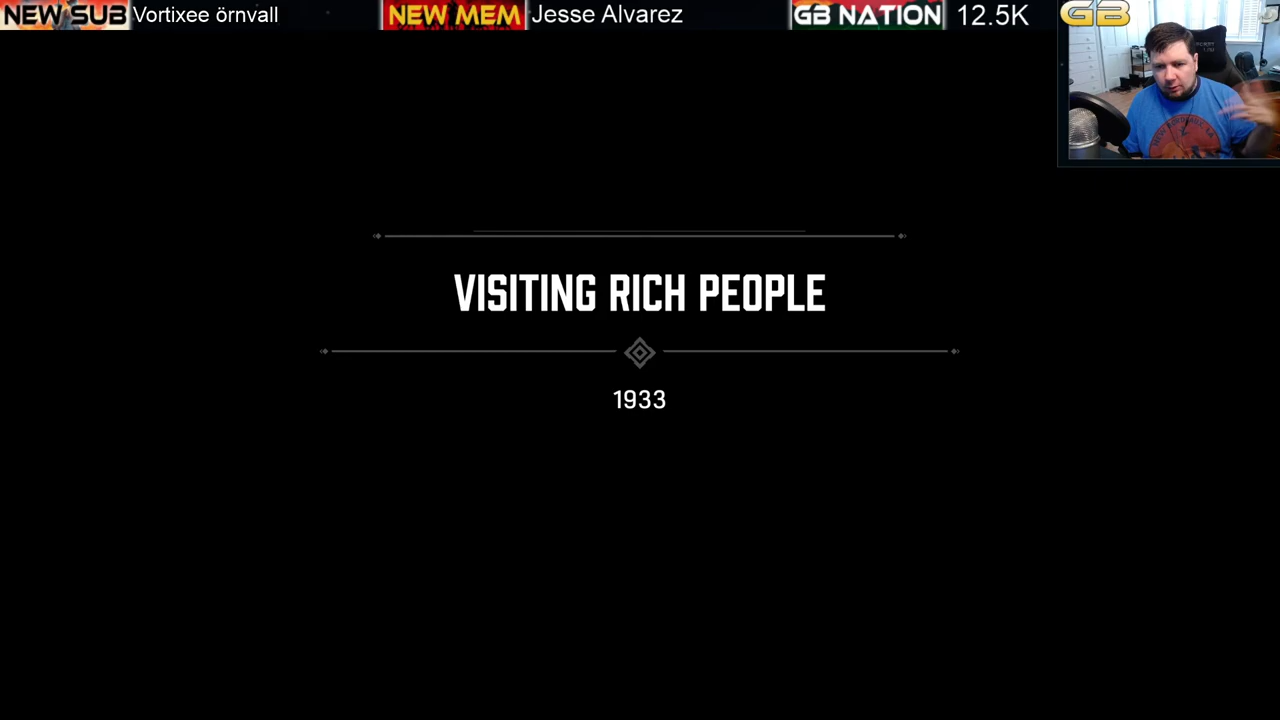 NEW SUB Vortixee örnvall NEW MEM Jesse Alvarez GB NATION 12.5K GB
VISITING RICH PEOPLE
1933